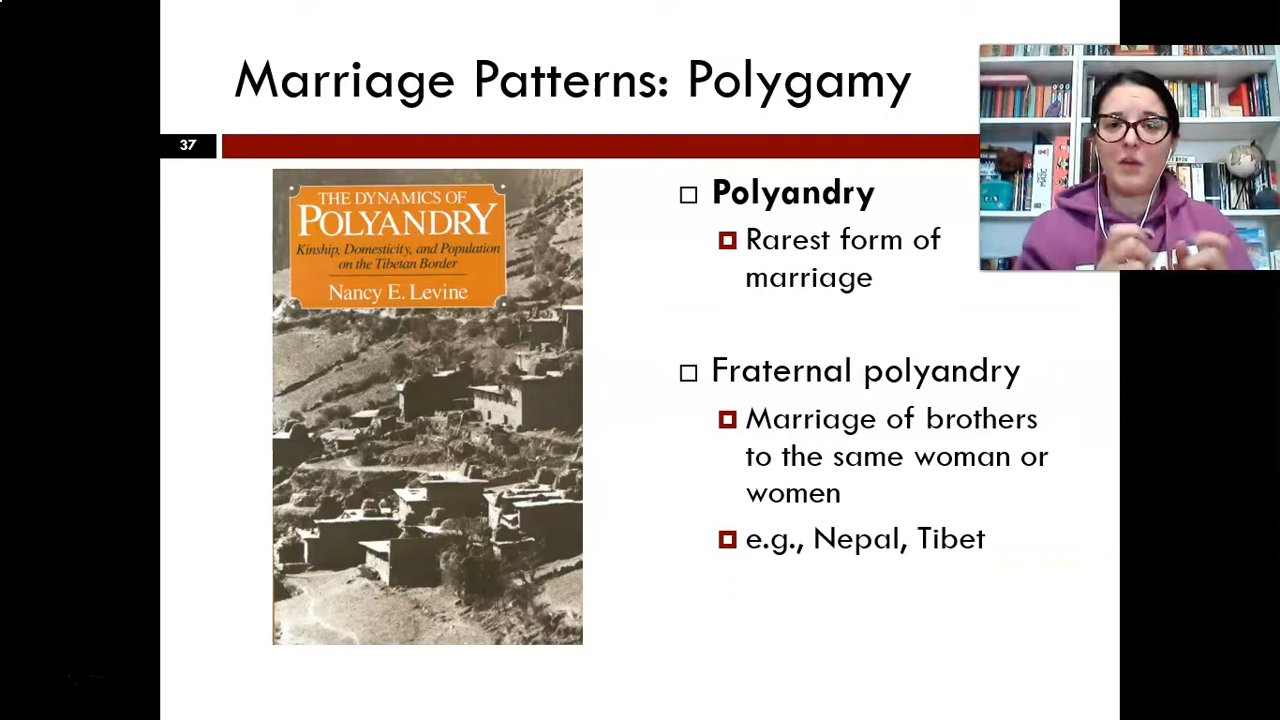 Marriage Patterns: Polygamy
37
THE DYNAMICS OF
POLYANDRY
Kinship, Domesticity, and Population
on the Tibetan Border
Nancy E. Levine
Polyandry
Rarest form of
marriage
Fraternal polyandry
Marriage of brothers
to the same woman or
women
e.g., Nepal, Tibet